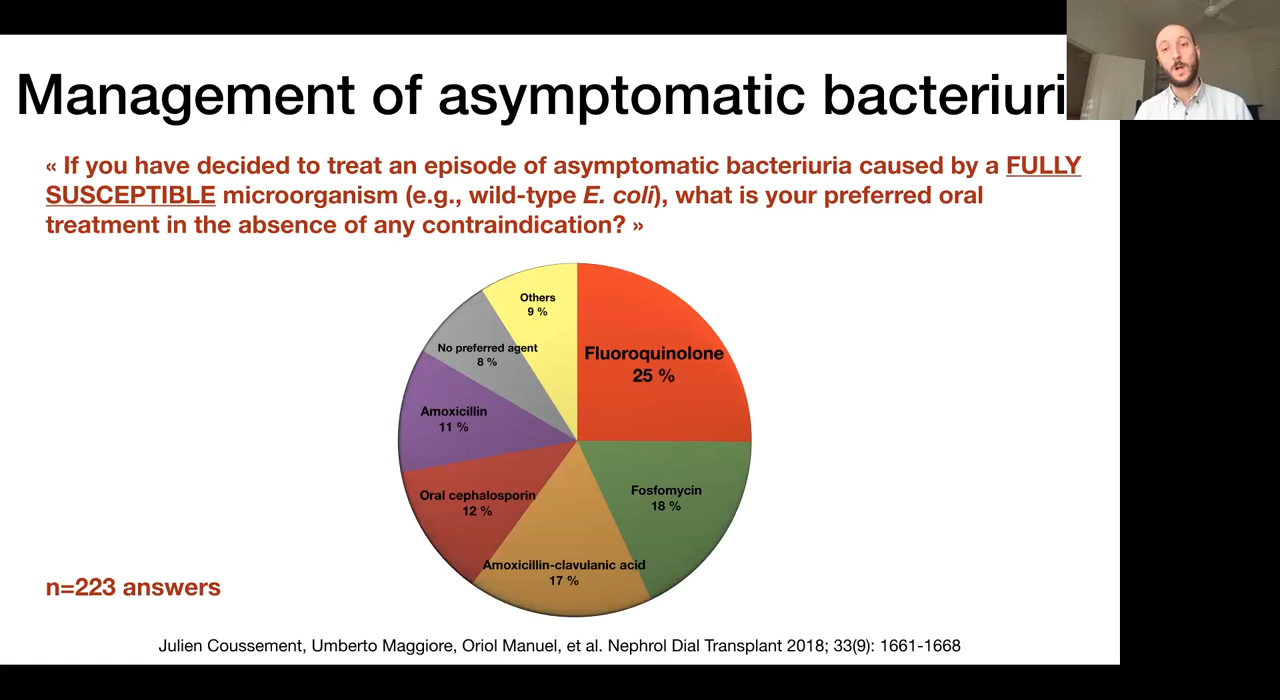 Management of asymptomatic bacteriuri
« If you have decided to treat an episode of asymptomatic bacteriuria caused by a FULLY
SUSCEPTIBLE microorganism (e.g., wild-type E. coli), what is your preferred oral
treatment in the absence of any contraindication? »
Others
9 %
Fluoroquinolone
25 %
No preferred agent
8 %
Amoxicillin
11 %
Fosfomycin
18 %
Oral cephalosporin
12 %
Amoxicillin-clavulanic acid
17 %
n=223 answers
Julien Coussement, Umberto Maggiore, Oriol Manuel, et al. Nephrol Dial Transplant 2018; 33(9): 1661-1668